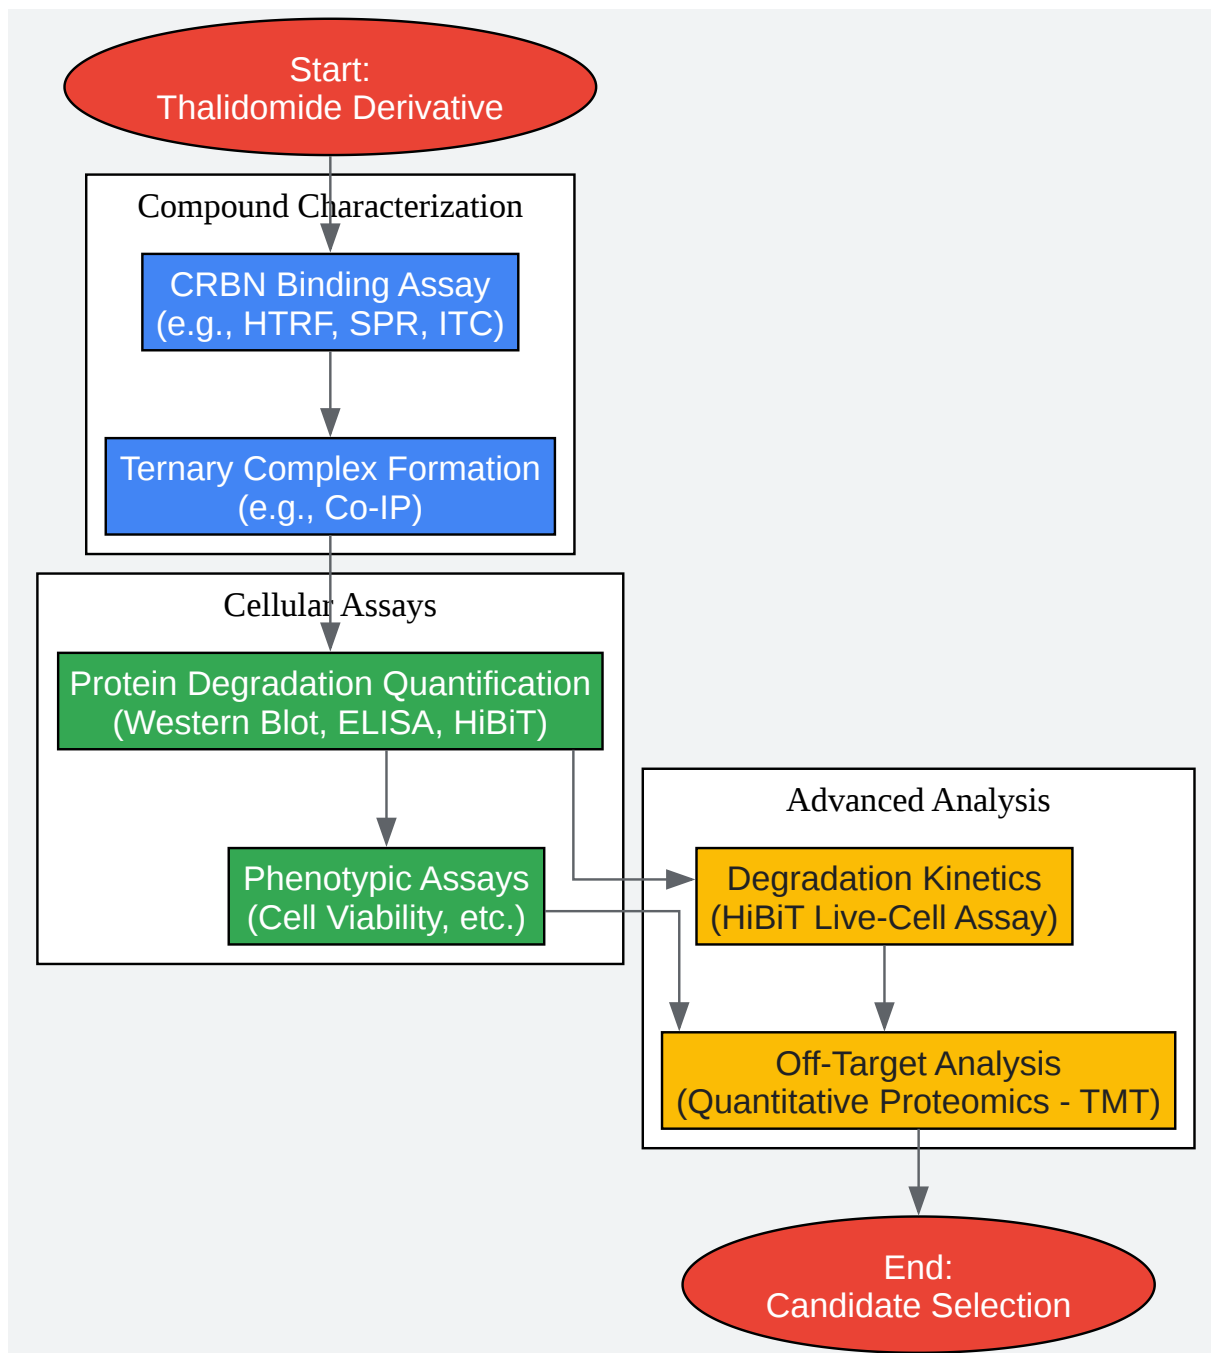 Start:
Thalidomide Derivative
Compound Characterization
CRBN Binding Assay
(e.g., HTRF, SPR, ITC)
Ternary Complex Formation
(e.g., Co-IP)
Cellular Assays
Protein Degradation Quantification
(Western Blot, ELISA, HiBiT)
Phenotypic Assays
(Cell Viability, etc.)
Advanced Analysis
Degradation Kinetics
(HiBiT Live-Cell Assay)
Off-Target Analysis
(Quantitative Proteomics - TMT)
End:
Candidate Selection